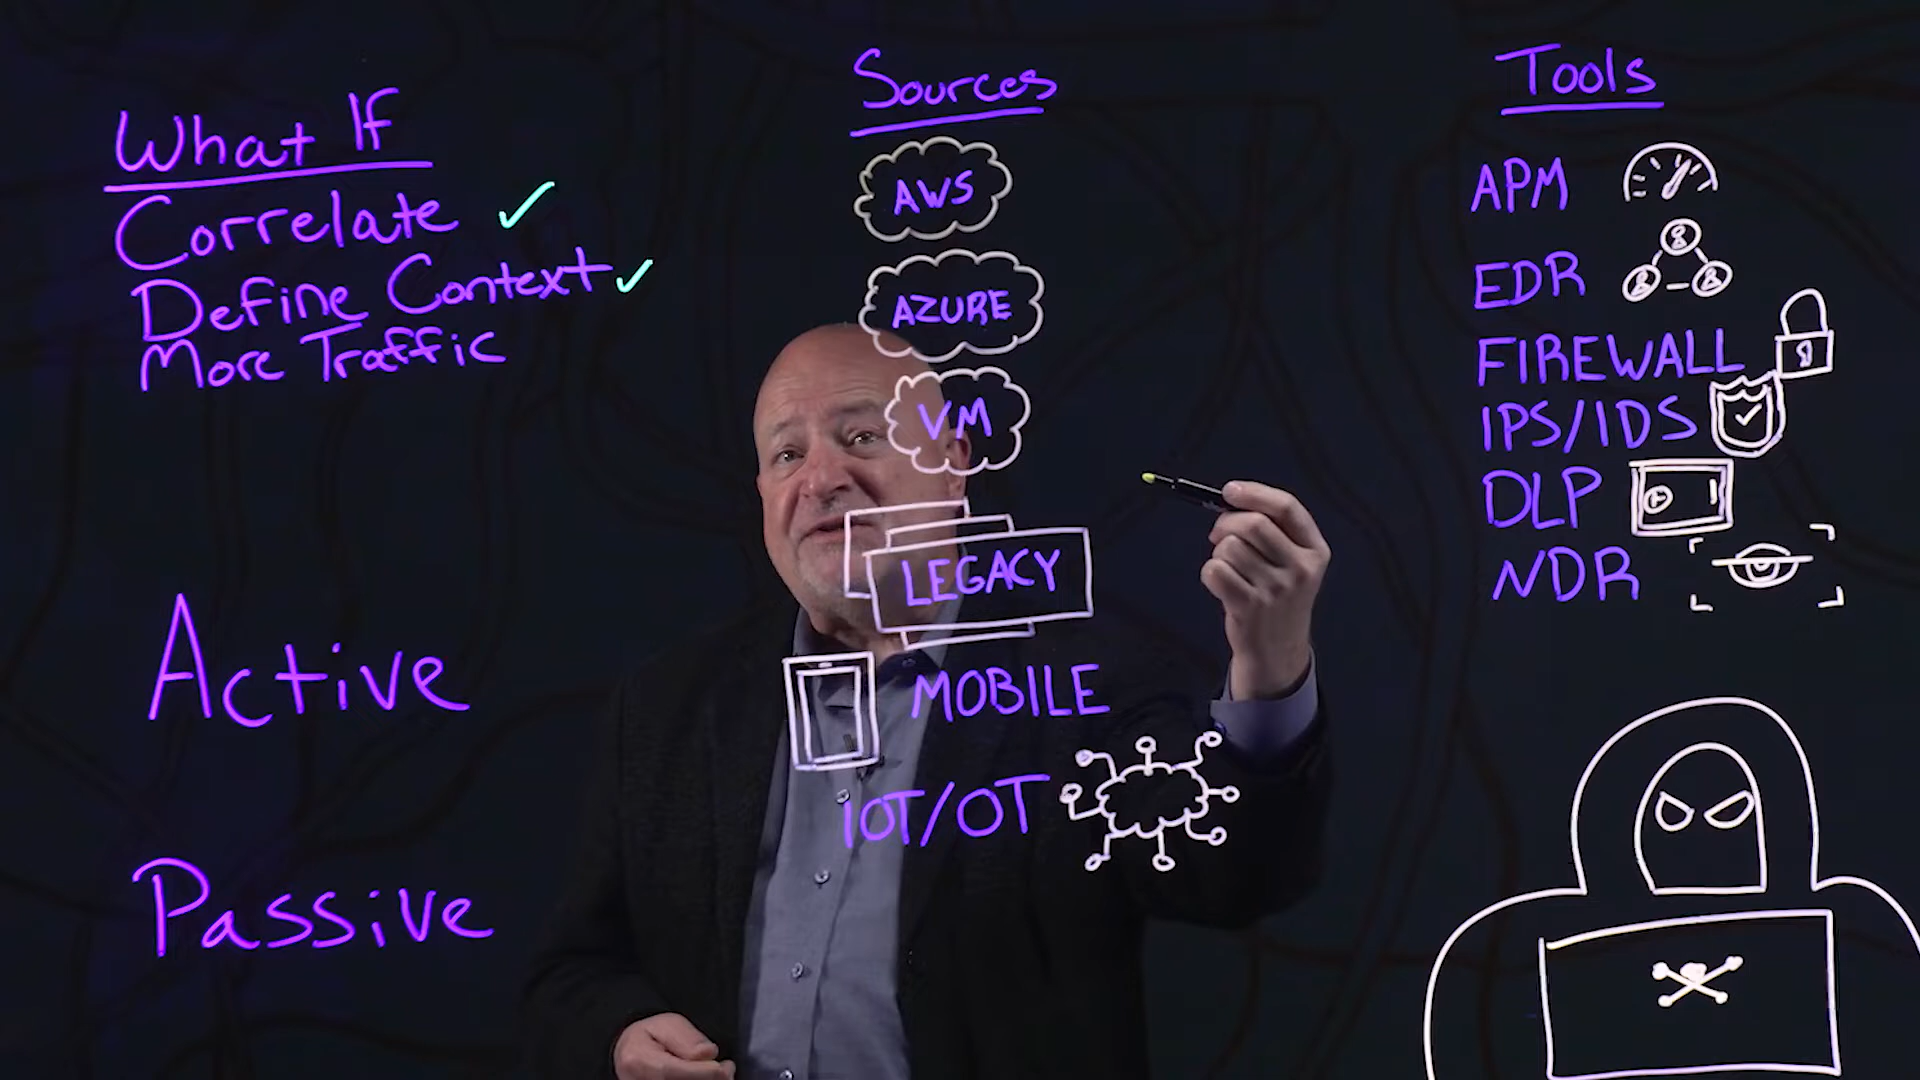 What If
Correlate
Define Context
More Traffic
Active
Passive
Sources
AWS
AZURE
VM
LEGACY
MOBILE
IOT/OT
Tools
APM
EDR
FIREWALL
IPS/IDS
DLP
NDR